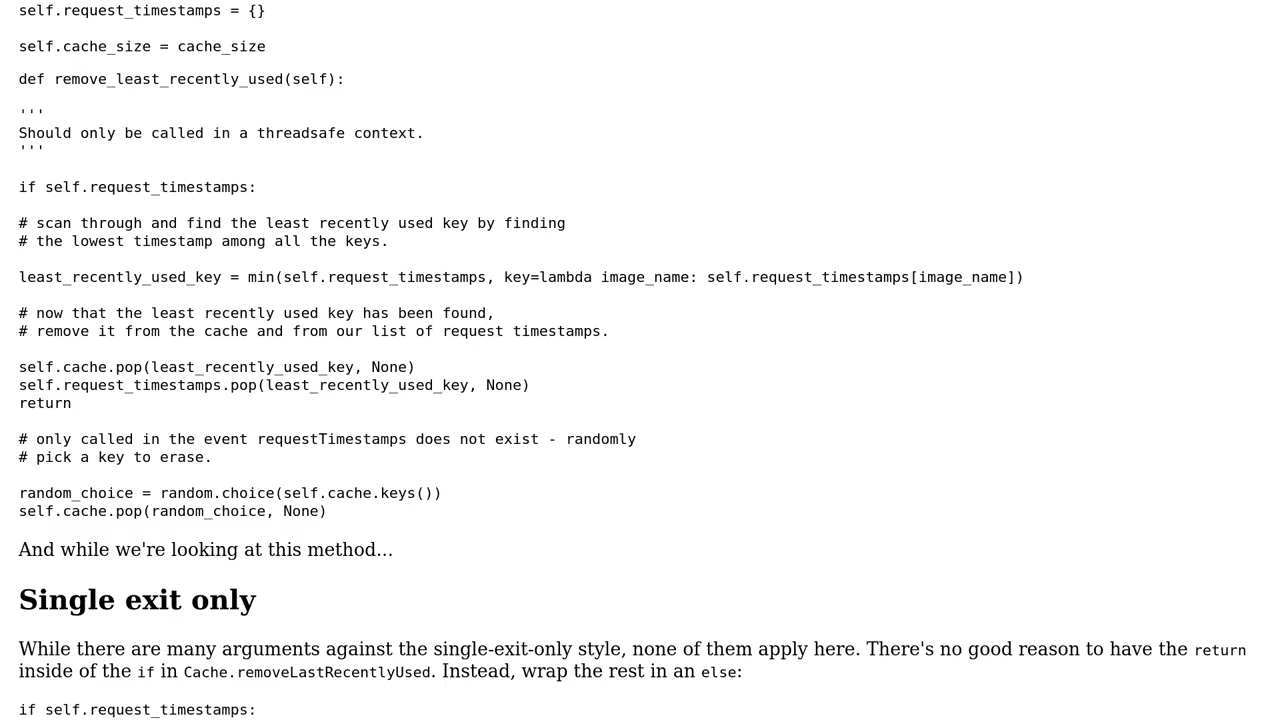 self.request_timestamps = {}
self.cache_size = cache_size
def remove_least_recently_used(self):
'''
Should only be called in a threadsafe context.
'''
if self.request_timestamps:
# scan through and find the least recently used key by finding
# the lowest timestamp among all the keys.
least_recently_used_key = min(self.request_timestamps, key=lambda image_name: self.request_timestamps[image_name])
# now that the least recently used key has been found,
# remove it from the cache and from our list of request timestamps.
self.cache.pop(least_recently_used_key, None)
self.request_timestamps.pop(least_recently_used_key, None)
return
# only called in the event requestTimestamps does not exist - randomly
# pick a key to erase.
random_choice = random.choice(self.cache.keys())
self.cache.pop(random_choice, None)
And while we're looking at this method...
Single exit only
While there are many arguments against the single-exit-only style, none of them apply here. There's no good reason to have the return
inside of the if in Cache.removeLastRecentlyUsed. Instead, wrap the rest in an else:
if self.request_timestamps: